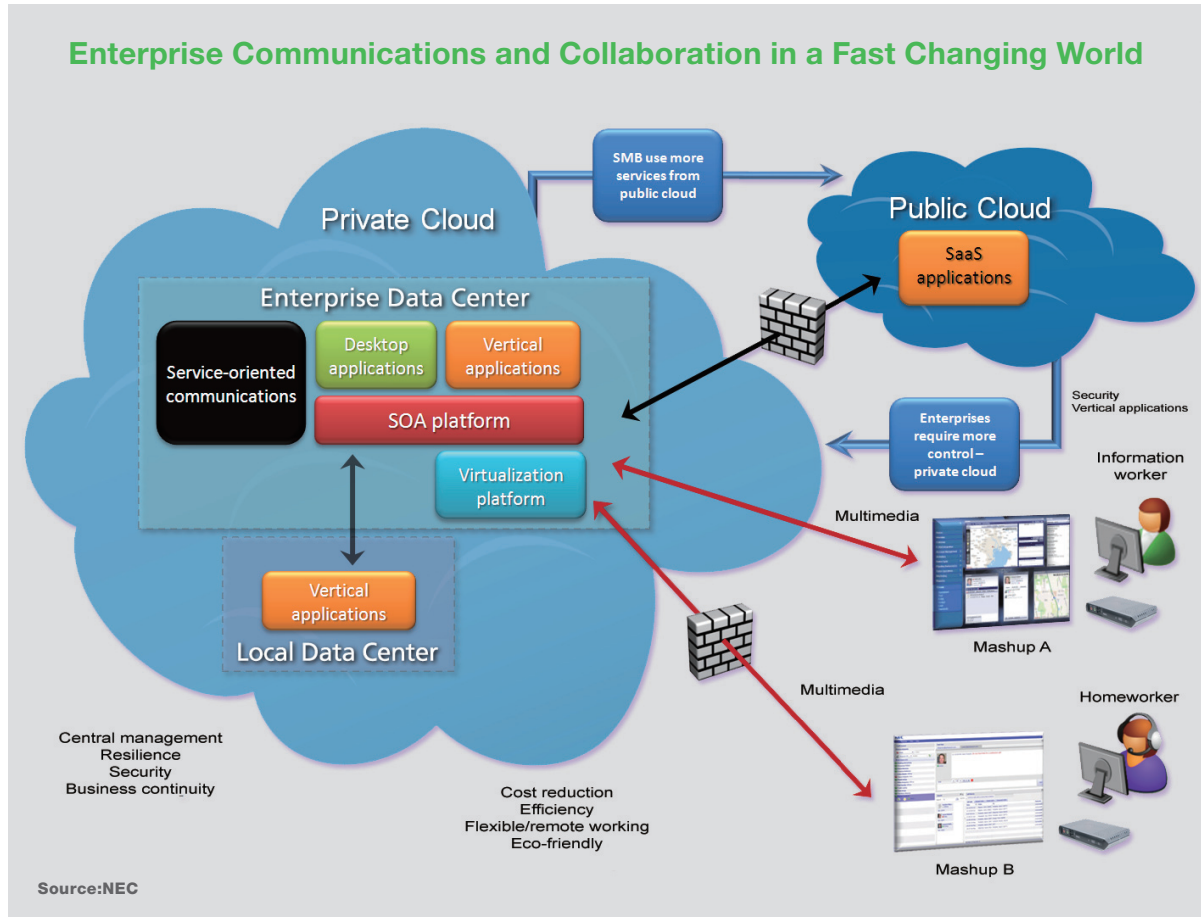 Enterprise Communications and Collaboration in a Fast Changing World
SMB use more
services from
public cloud
Private Cloud
Public Cloud
SaaS
applications
Enterprise Data Center
Service-oriented
communications
Desktop
applications
Vertical
applications
SOA platform
Virtualization
platform
Security
Vertical applications
Enterprises
require more
control –
private cloud
Information
worker
Multimedia
Mashup A
Vertical
applications
Local Data Center
Multimedia
Homeworker
Mashup B
Central management
Resilience
Security
Business continuity
Cost reduction
Efficiency
Flexible/remote working
Eco-friendly
Source:NEC